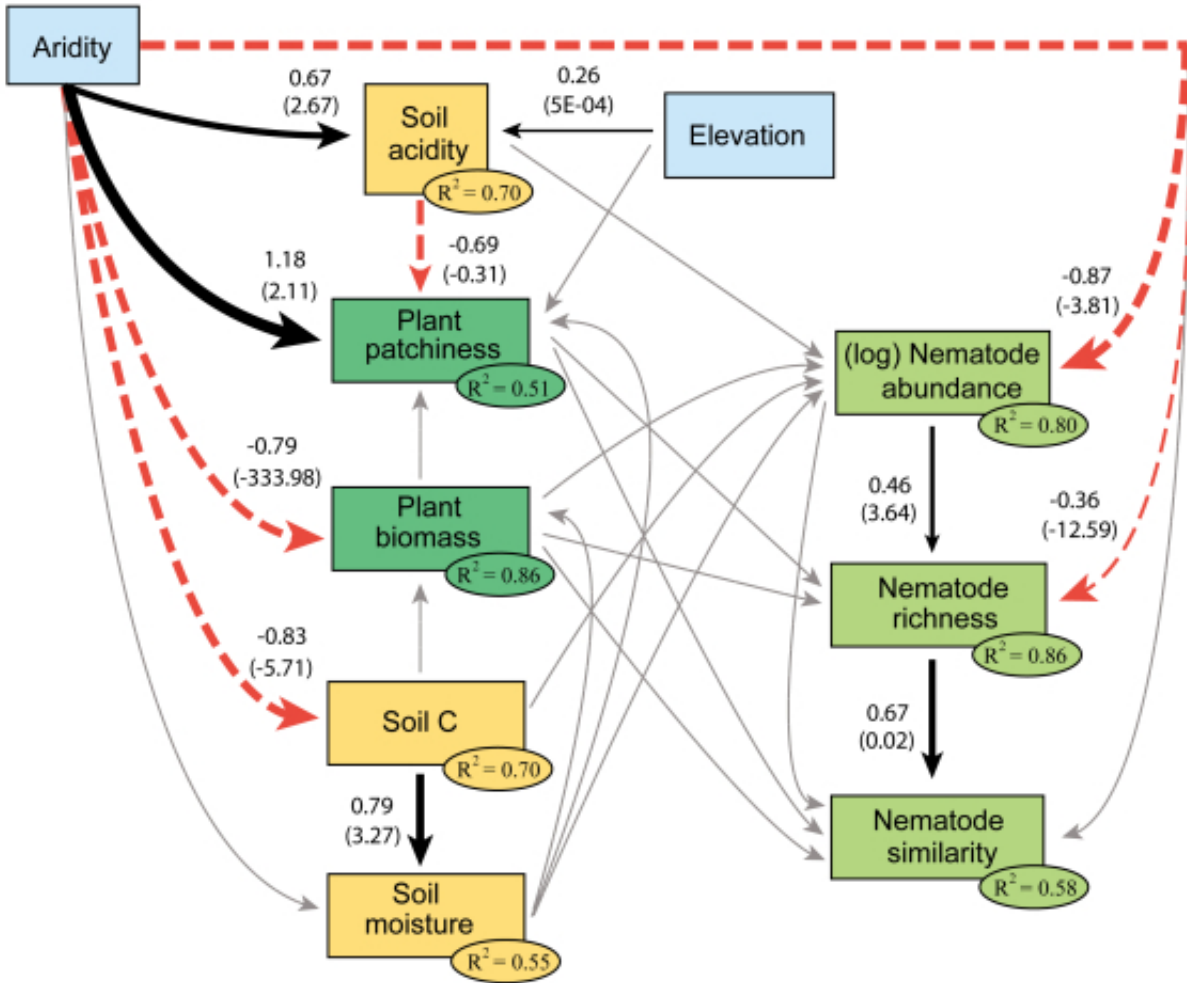 Aridity
0.67
(2.67)
Soil
acidity
R² = 0.70
0.26
(5E-04)
Elevation
-0.69
(-0.31)
1.18
(2.11)
Plant
patchiness
R² = 0.51
-0.87
(-3.81)
(log) Nematode
abundance
R² = 0.80
-0.79
(-333.98)
Plant
biomass
R² = 0.86
0.46
(3.64)
-0.36
(-12.59)
Nematode
richness
R² = 0.86
-0.83
(-5.71)
Soil C
R² = 0.70
0.67
(0.02)
0.79
(3.27)
Nematode
similarity
R² = 0.58
Soil
moisture
R² = 0.55